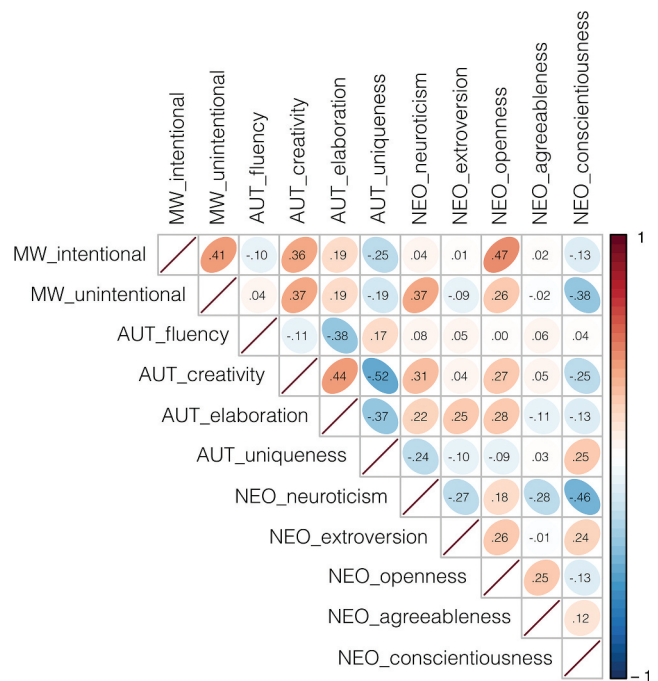 MW_intentional
MW_unintentional
AUT_fluency
AUT_creativity
AUT_elaboration
AUT_uniqueness
NEO_neuroticism
NEO_extroversion
NEO_openness
NEO_agreeableness
NEO_conscientiousness
MW_intentional .41 -.10 .36 .19 -.25 .04 .01 .47 .02 -.13
MW_unintentional .04 .37 .19 -.19 .37 -.09 .26 -.02 -.38
AUT_fluency -.11 -.38 .17 .08 .05 .00 .06 .04
AUT_creativity .44 -.52 .31 .04 .27 .05 -.25
AUT_elaboration -.37 .22 .25 .28 -.11 -.13
AUT_uniqueness -.24 -.10 -.09 .03 .25
NEO_neuroticism -.27 .18 -.28 -.46
NEO_extroversion .26 -.01 .24
NEO_openness .25 -.13
NEO_agreeableness .12
NEO_conscientiousness
1
-1